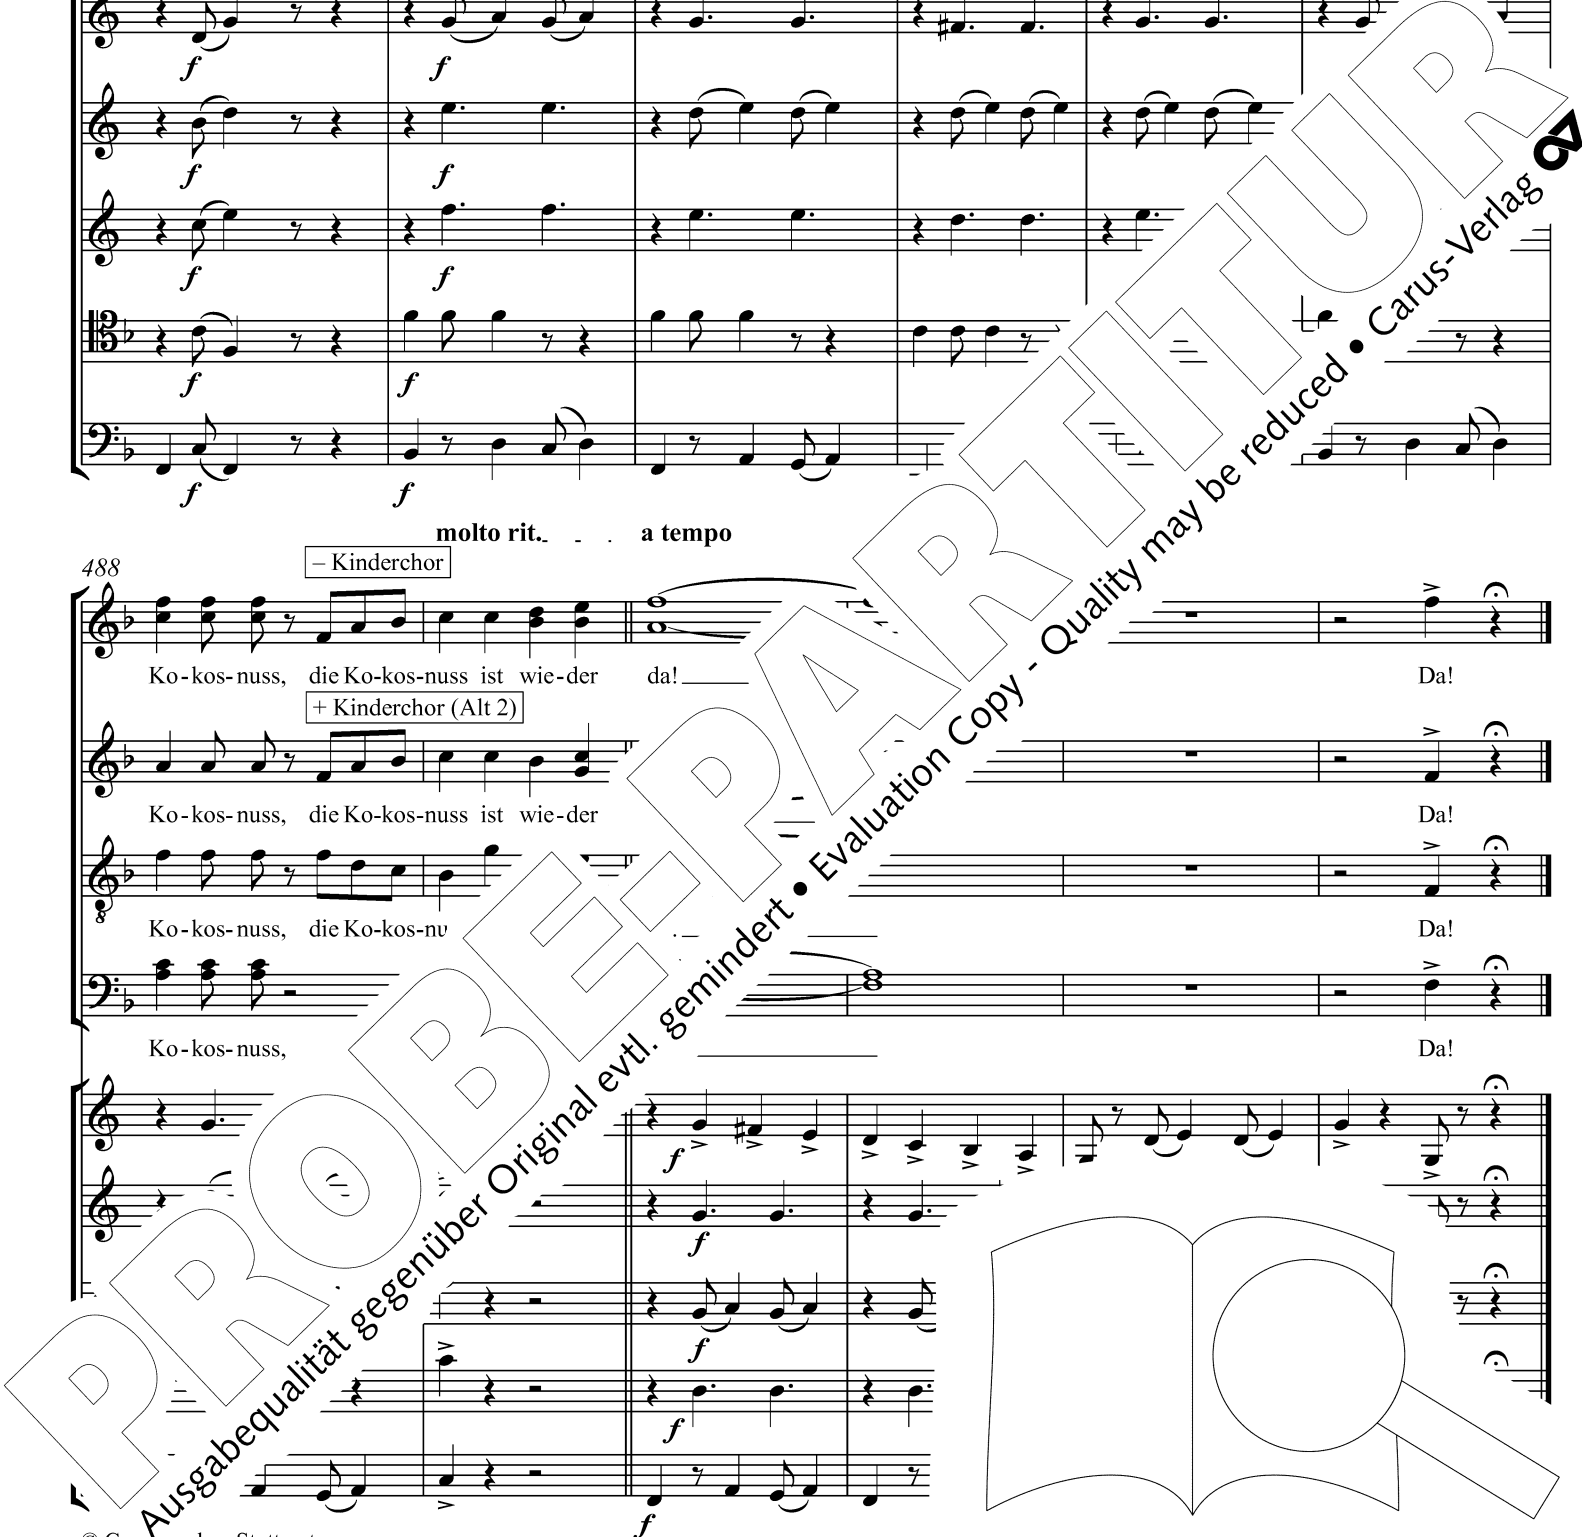 f f
f f
f f
f f
f f
molto rit. a tempo
488
– Kinderchor
Ko-kos-nuss, die Ko-kos-nuss ist wie-der da! Da!
+ Kinderchor (Alt 2)
Ko-kos-nuss, die Ko-kos-nuss ist wie-der Da!
8
Ko-kos-nuss, die Ko-kos- Da!
Ko-kos-nuss, Da!
f
f
f
f
f
PROBE-PARTITUR
Ausgabequalität gegenüber Original evtl. gemindert • Evaluation Copy - Quality may be reduced • Carus-Verlag